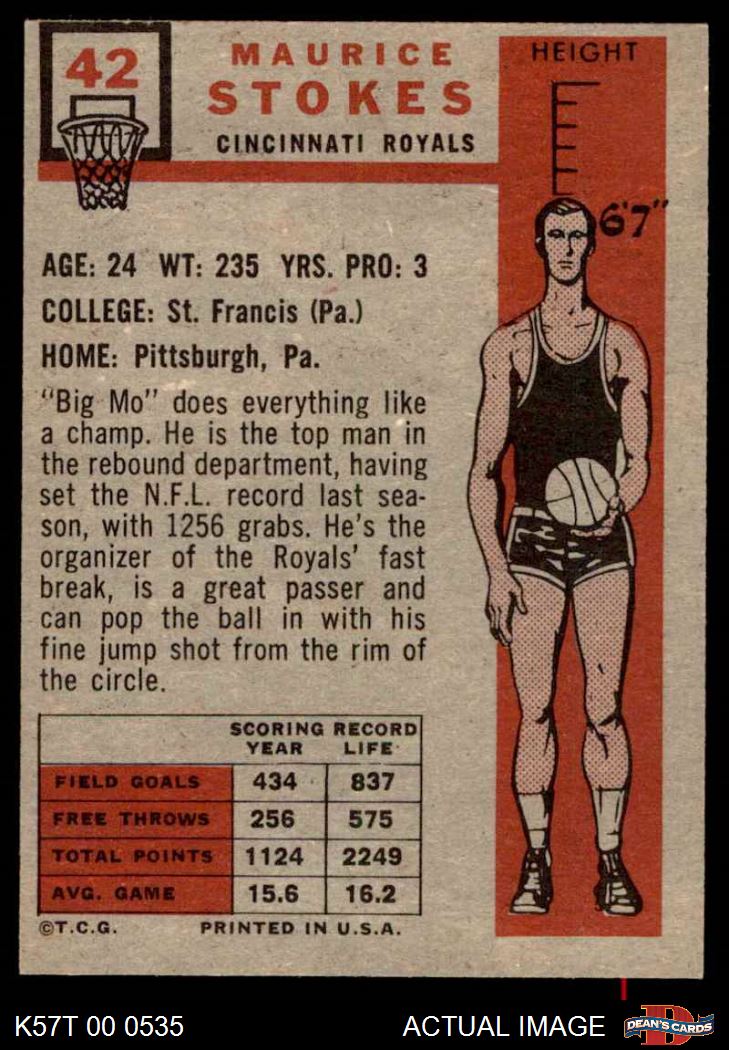 42
MAURICE
STOKES
CINCINNATI ROYALS
HEIGHT
6'7"
AGE: 24 WT: 235 YRS. PRO: 3
COLLEGE: St. Francis (Pa.)
HOME: Pittsburgh, Pa.
"Big Mo" does everything like
a champ. He is the top man in
the rebound department, having
set the N.F.L. record last sea-
son, with 1256 grabs. He's the
organizer of the Royals' fast
break, is a great passer and
can pop the ball in with his
fine jump shot from the rim of
the circle.
SCORING RECORD
YEAR LIFE
FIELD GOALS 434 837
FREE THROWS 256 575
TOTAL POINTS 1124 2249
AVG. GAME 15.6 16.2
©T.C.G. PRINTED IN U.S.A.
K57T 00 0535
ACTUAL IMAGE
D
DEAN'S CARDS